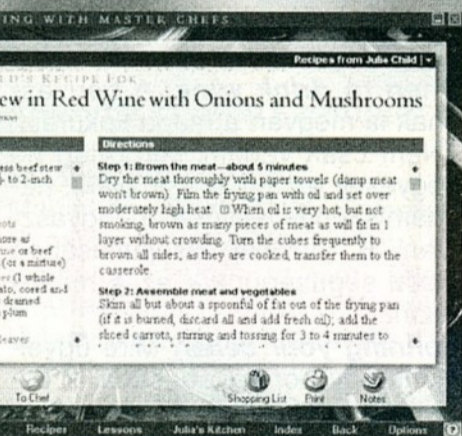 ING WITH MASTER CHEFS
Recipes from Julia Child
D'S RECIPE FOR
ew in Red Wine with Onions and Mushrooms
Directions
ess beef stew
to 2-inch
ots
more as
or beef
(or a mixture)
(1 whole
ato, cored and
drained
plum
leaves
Step 1: Brown the meat—about 5 minutes
Dry the meat thoroughly with paper towels (damp meat
won't brown). Film the frying pan with oil and set over
moderately high heat. When oil is very hot, but not
smoking, brown as many pieces of meat as will fit in 1
layer without crowding. Turn the cubes frequently to
brown all sides, as they are cooked, transfer them to the
casserole.
Step 2: Assemble meat and vegetables
Skim all but about a spoonful of fat out of the frying pan
(if it is burned, discard all and add fresh oil); add the
sliced carrots, stirring and tossing for 3 to 4 minutes to
To Chef
Shopping List
Print
Notes
Recipes Lessons Julia's Kitchen Index Back Options